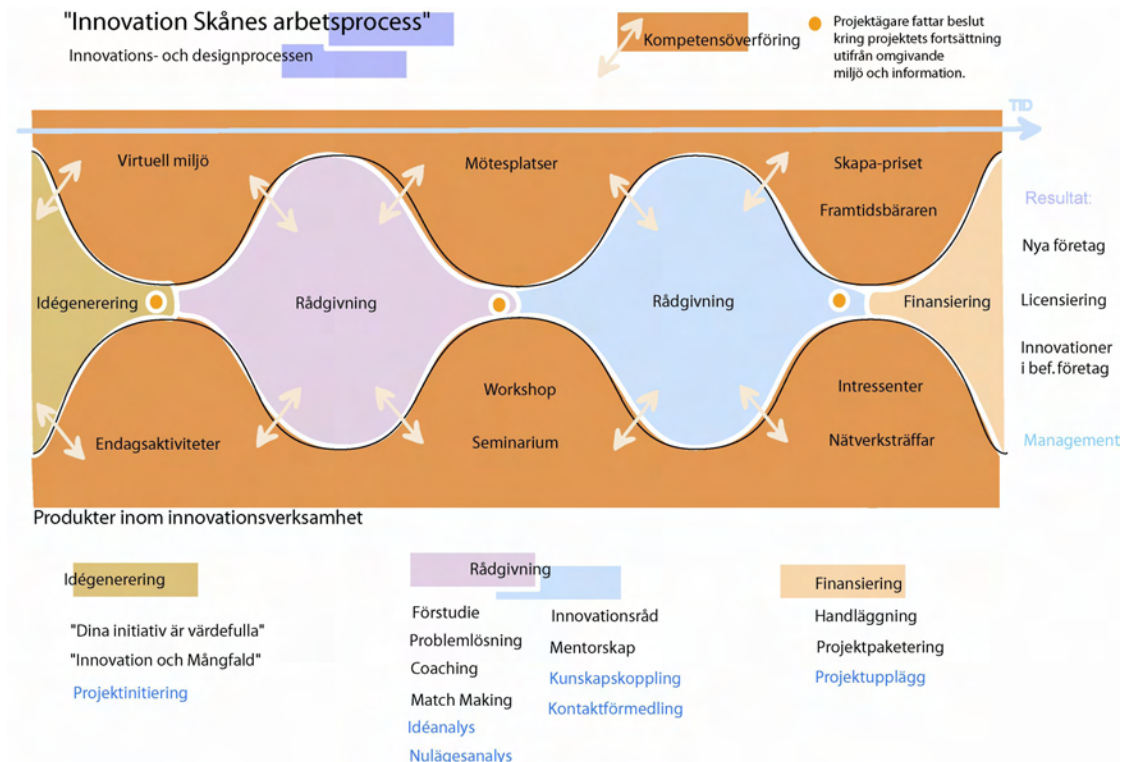 "Innovation Skånes arbetsprocess"
Innovations- och designprocessen
Kompetensöverföring
Projektägare fattar beslut
kring projektets fortsättning
utifrån omgivande
miljö och information.
TID
Virtuell miljö
Mötesplatser
Skapa-priset
Framtidsbäraren
Resultat:
Nya företag
Idégenerering
Rådgivning
Rådgivning
Finansiering
Licensiering
Innovationer
i bef. företag
Workshop
Intressenter
Endagsaktiviteter
Seminarium
Nätverksträffar
Management
Produkter inom innovationsverksamhet
Idégenerering
"Dina initiativ är värdefulla"
"Innovation och Mångfald"
Projektinitiering
Rådgivning
Förstudie
Problemlösning
Coaching
Match Making
Idéanalys
Nulägesanalys
Innovationsråd
Mentorskap
Kunskapskoppling
Kontaktförmedling
Finansiering
Handläggning
Projektpaketering
Projektupplägg